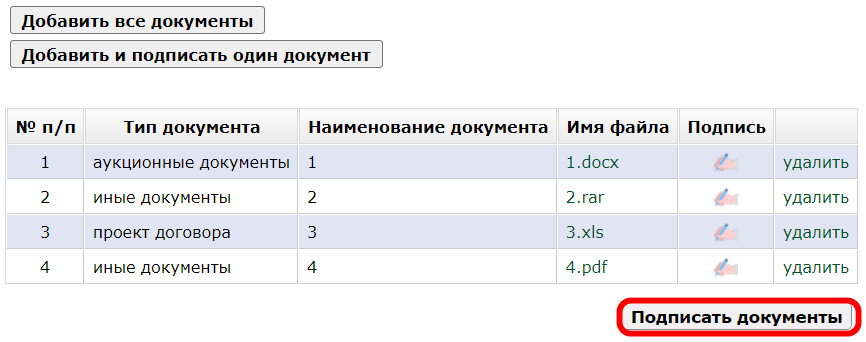 Добавить все документы
Добавить и подписать один документ
№ п/п Тип документа Наименование документа Имя файла Подпись
1 аукционные документы 1 1.docx удалить
2 иные документы 2 2.rar удалить
3 проект договора 3 3.xls удалить
4 иные документы 4 4.pdf удалить
Подписать документы